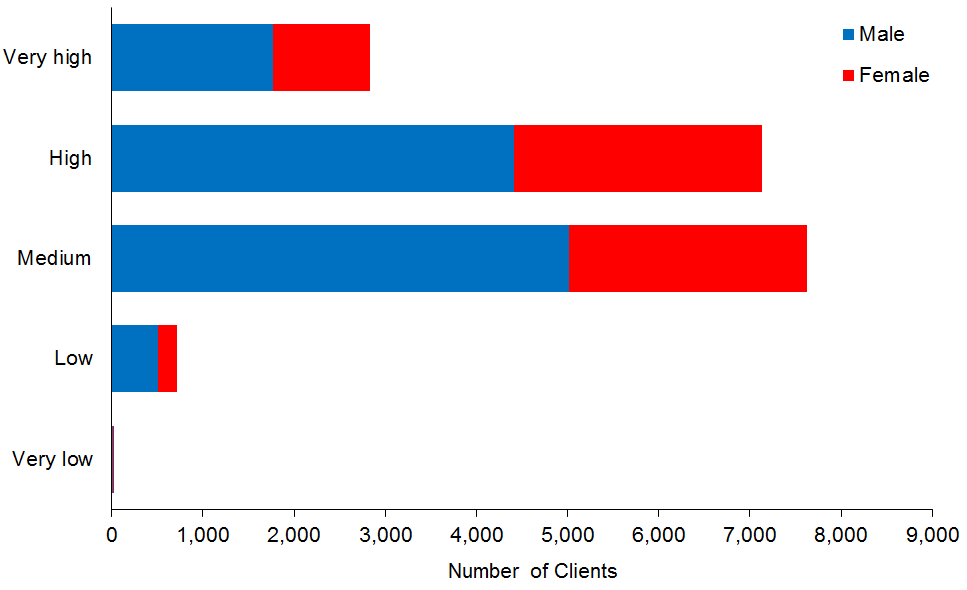 Very high
High
Medium
Low
Very low
Male
Female
0 1,000 2,000 3,000 4,000 5,000 6,000 7,000 8,000 9,000
Number of Clients